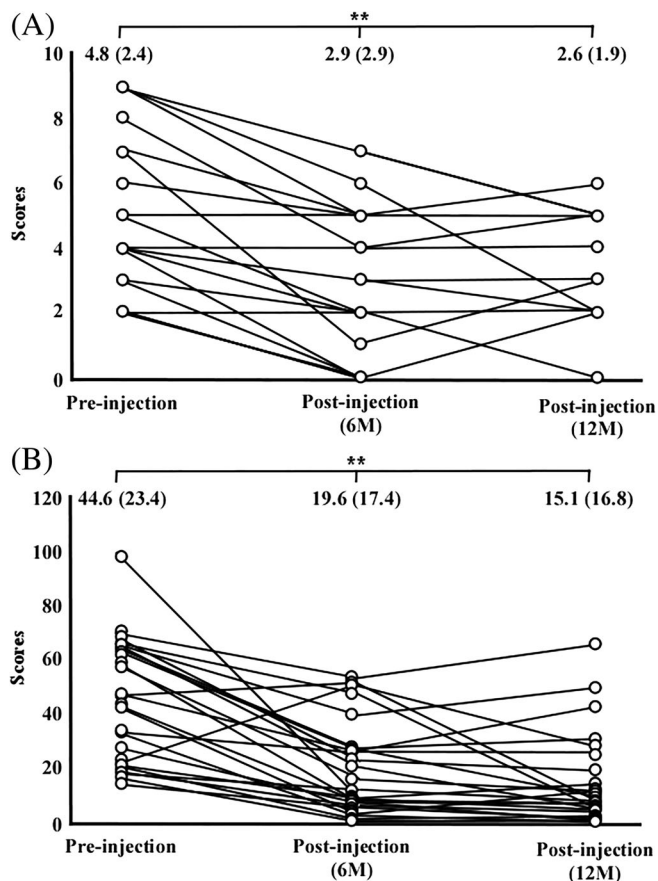 (A)
**
10
4.8 (2.4)
2.9 (2.9)
2.6 (1.9)
8
6
4
2
0
Scores
Pre-injection
Post-injection
(6M)
Post-injection
(12M)
(B)
**
120
44.6 (23.4)
19.6 (17.4)
15.1 (16.8)
100
80
60
40
20
0
Scores
Pre-injection
Post-injection
(6M)
Post-injection
(12M)